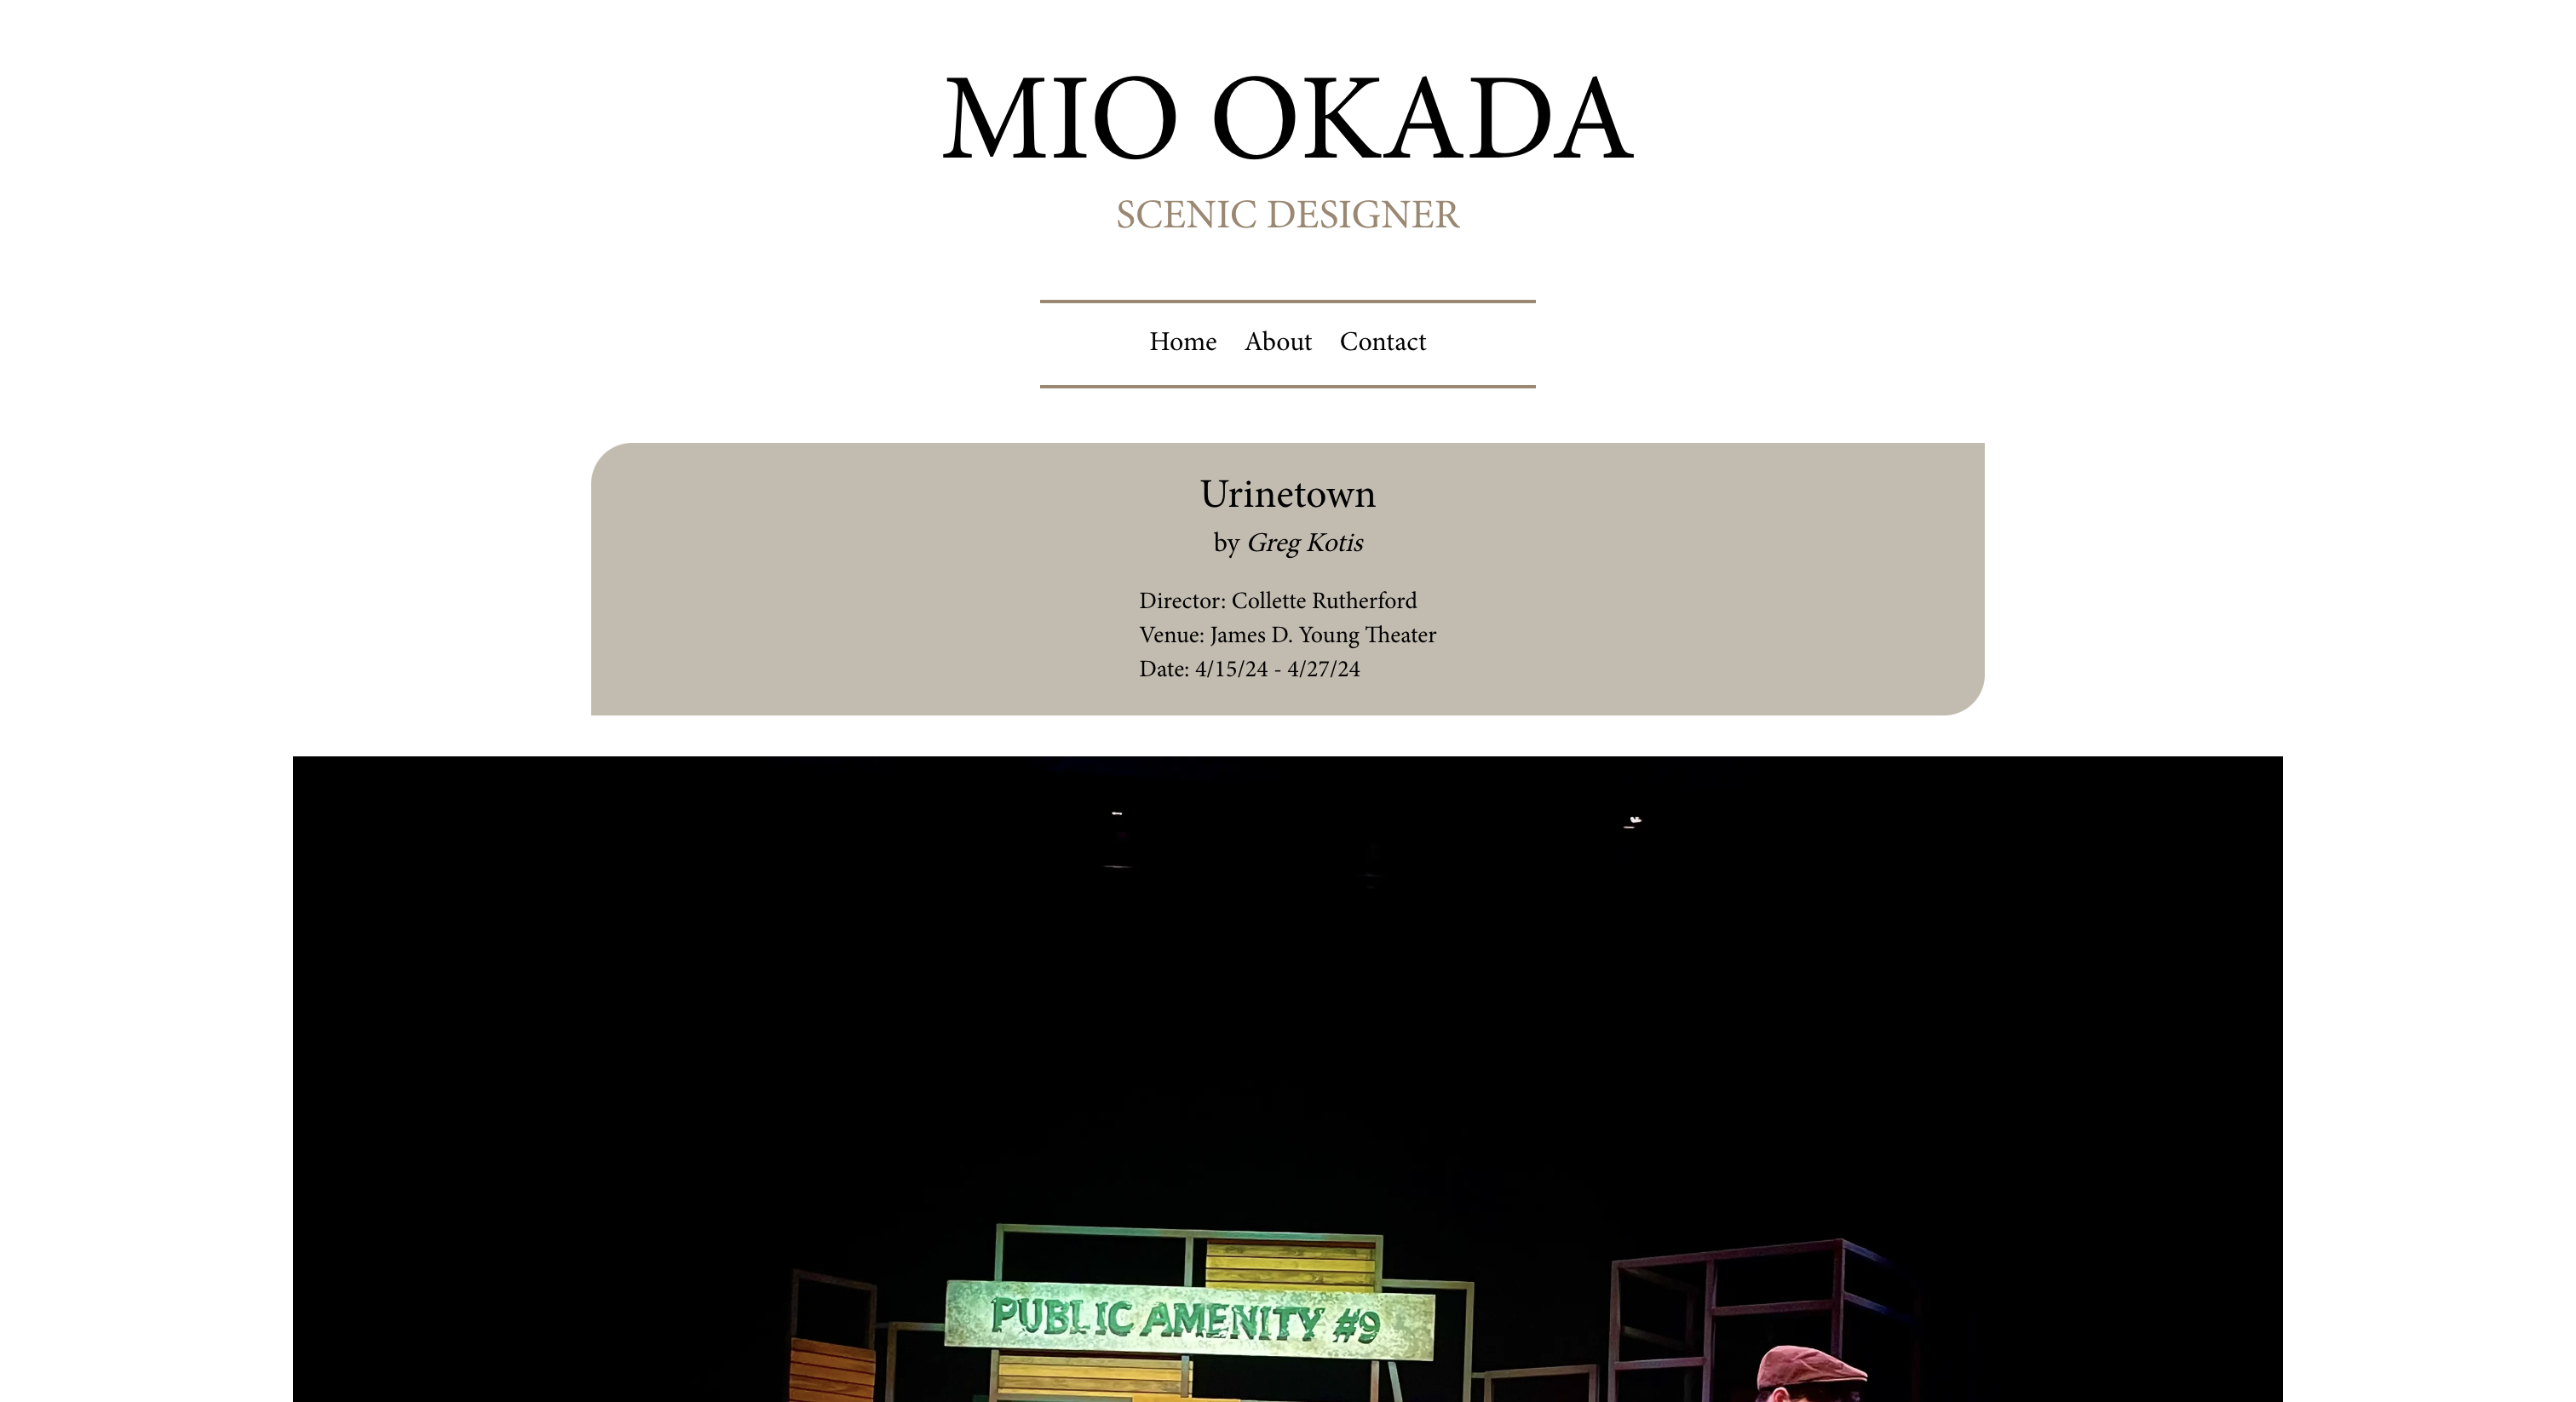 MIO OKADA
SCENIC DESIGNER
Home About Contact
Urinetown
by Greg Kotis
Director: Collette Rutherford
Venue: James D. Young Theater
Date: 4/15/24 - 4/27/24
PUBLIC AMENITY #9